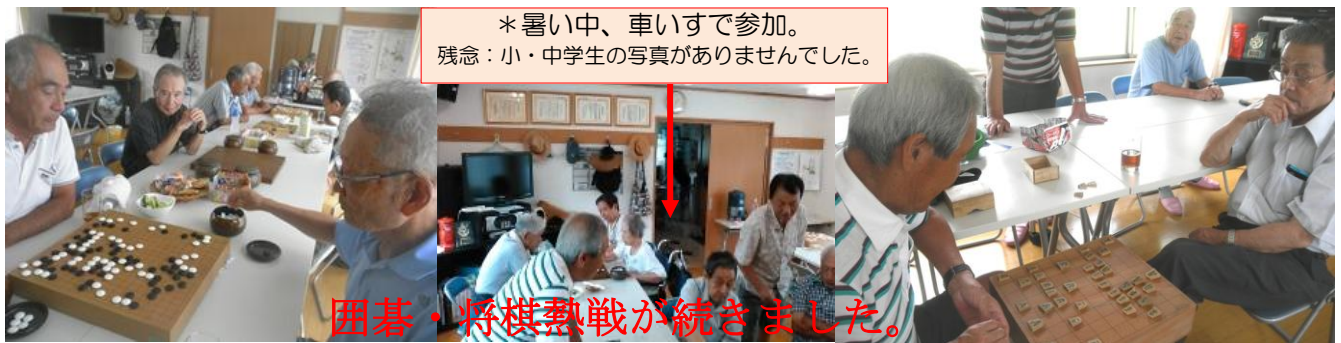 ＊暑い中、車いすで参加。
残念：小・中学生の写真がありませんでした。
囲碁・将棋熱戦が続きました。